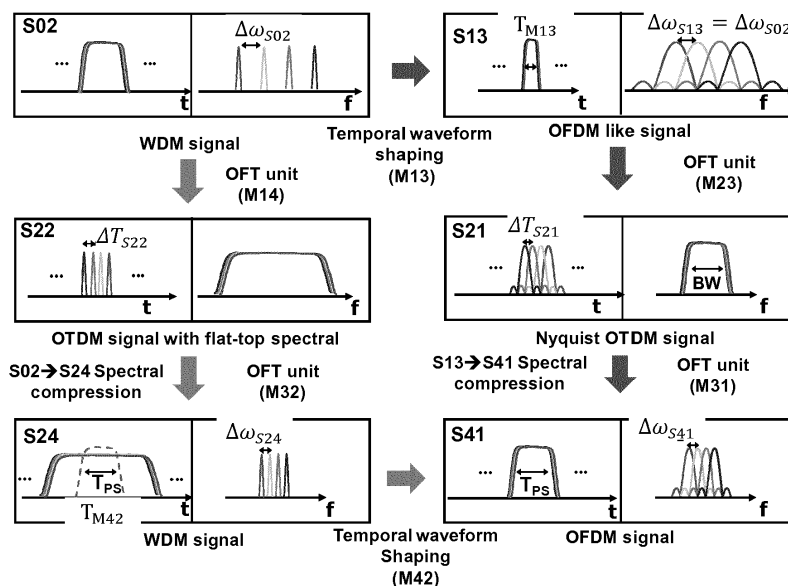 S02
Δω_S02
t
f
WDM signal
Temporal waveform
shaping
(M13)
S13
T_M13
Δω_S13 = Δω_S02
t
f
OFDM like signal
OFT unit
(M14)
OFT unit
(M23)
S22
ΔT_S22
t
f
OTDM signal with flat-top spectral
S21
ΔT_S21
BW
t
f
Nyquist OTDM signal
S02→S24 Spectral
compression
OFT unit
(M32)
S13→S41 Spectral
compression
OFT unit
(M31)
S24
T_PS
T_M42
Δω_S24
f
WDM signal
Temporal waveform
Shaping
(M42)
S41
T_PS
t
Δω_S41
f
OFDM signal